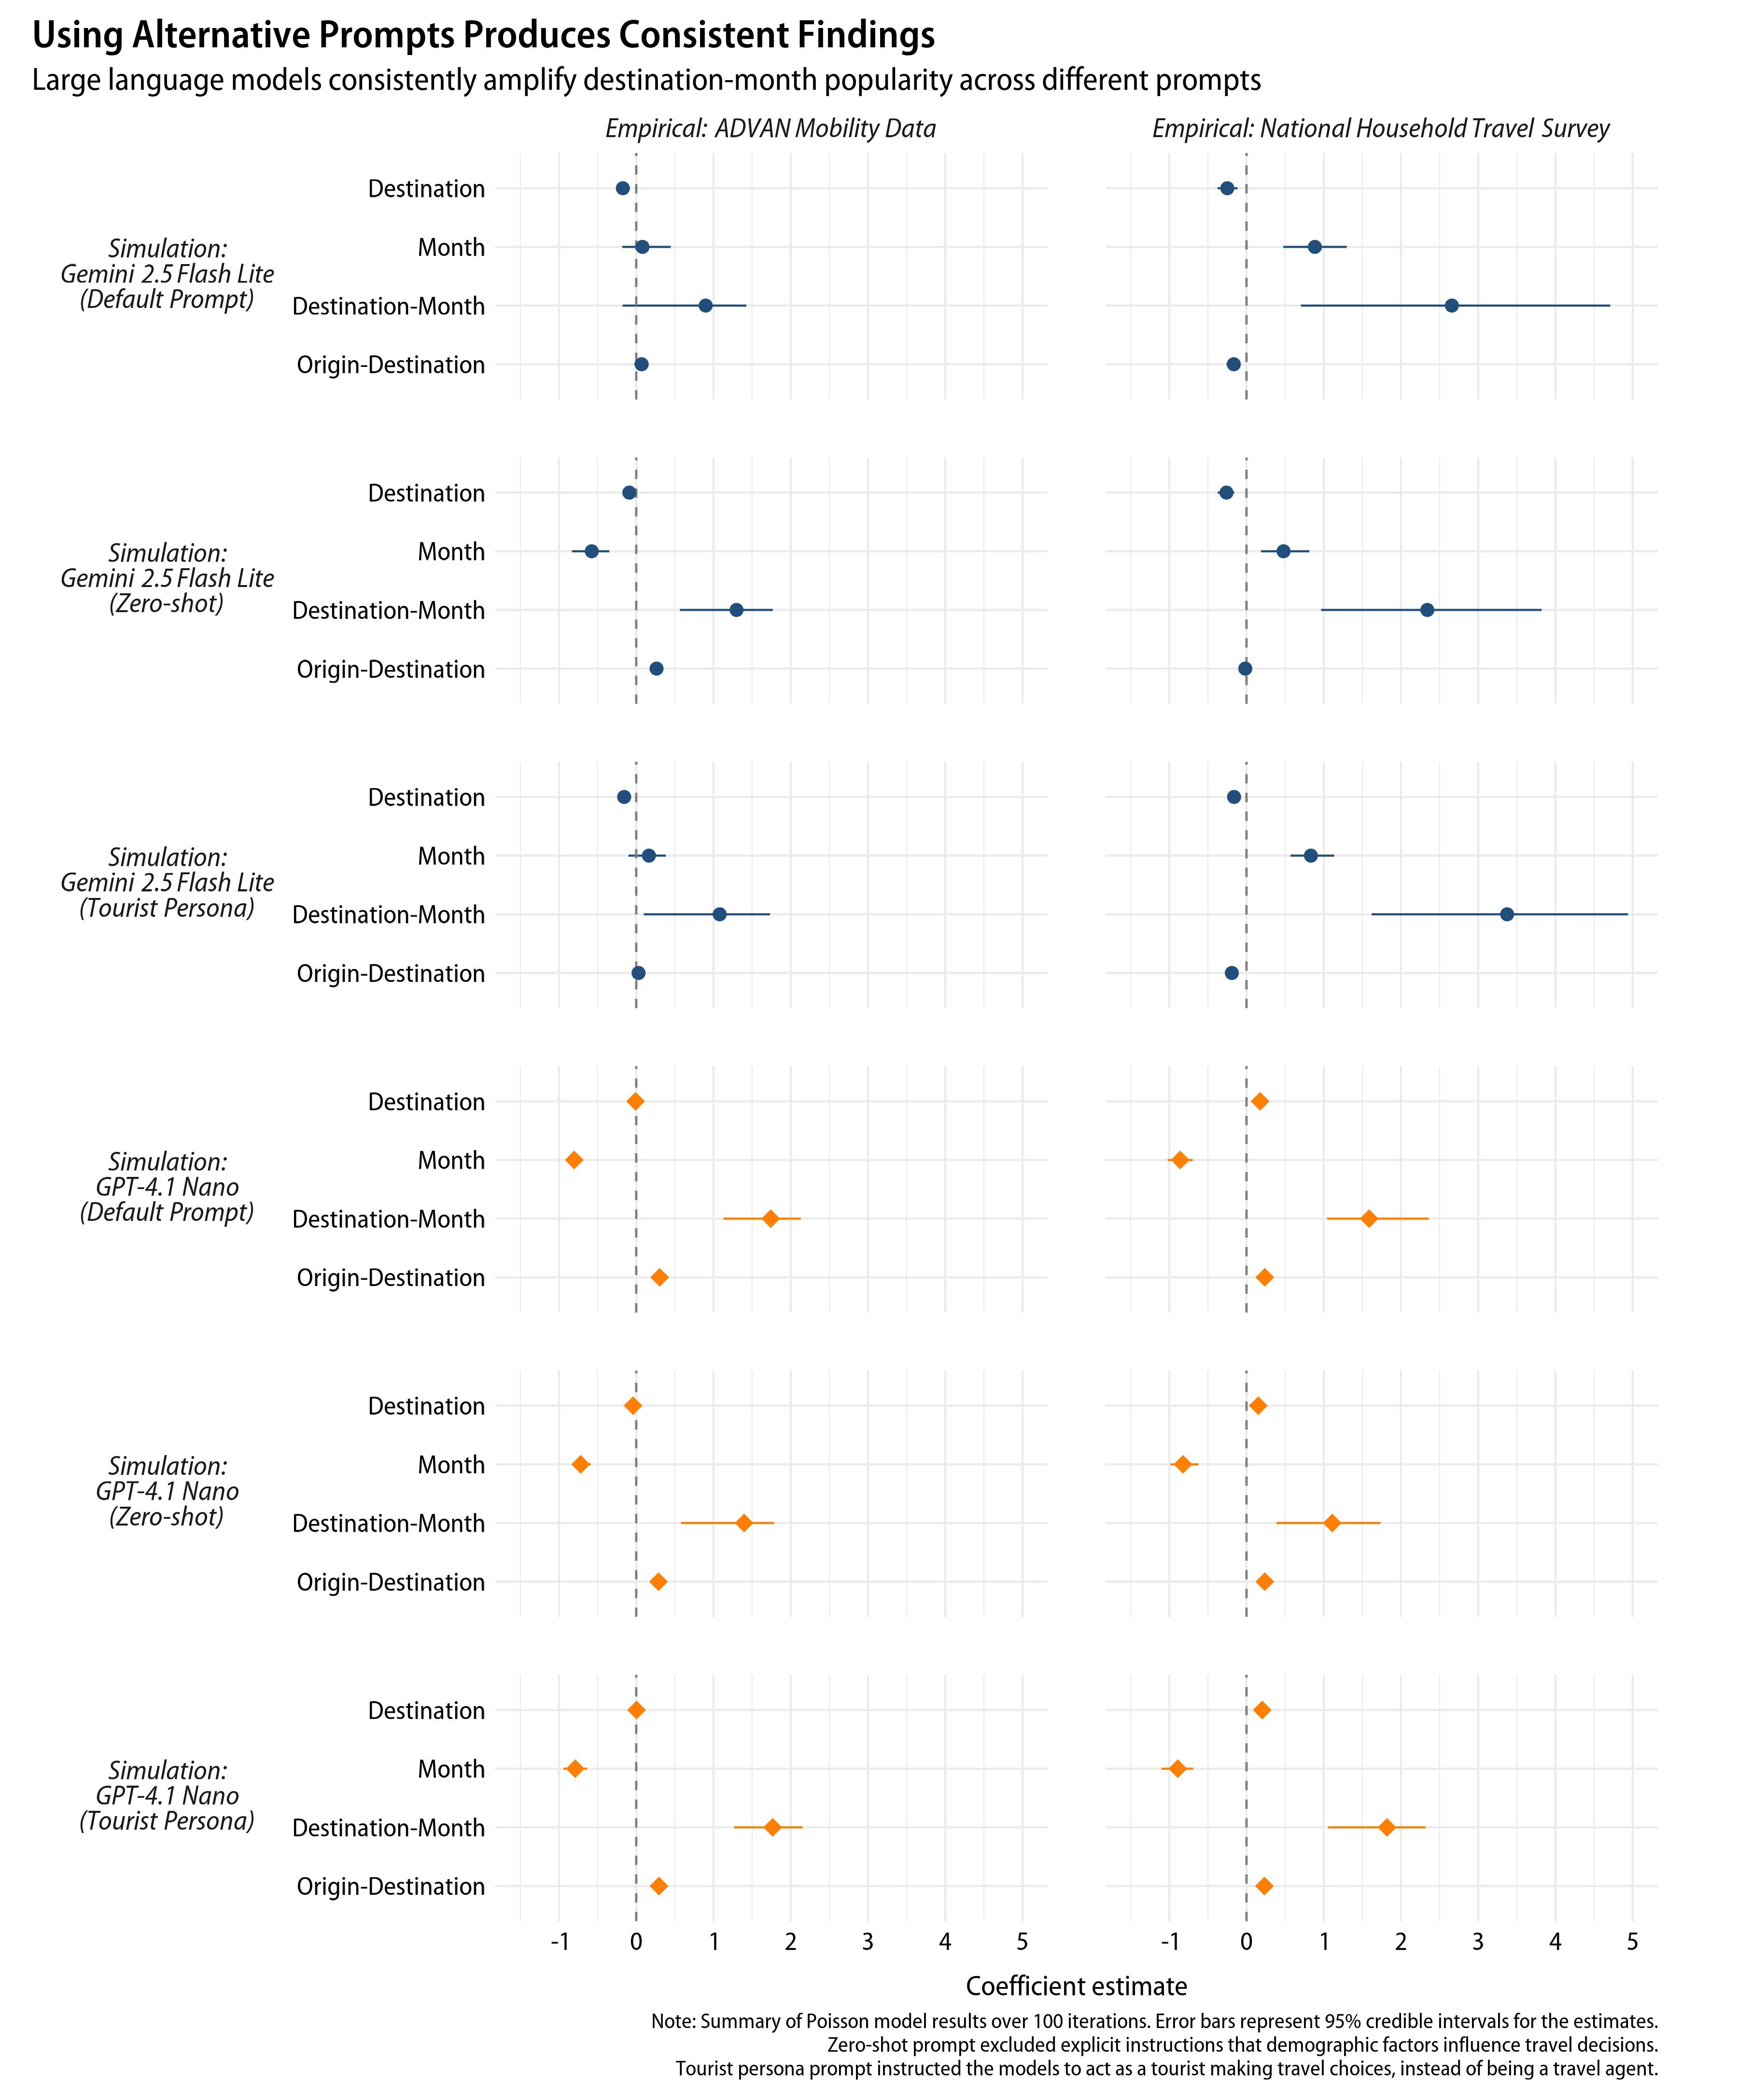 Using Alternative Prompts Produces Consistent Findings
Large language models consistently amplify destination-month popularity across different prompts
Empirical: ADVAN Mobility Data
Empirical: National Household Travel Survey
Simulation:
Gemini 2.5 Flash Lite
(Default Prompt)
Destination
Month
Destination-Month
Origin-Destination
Simulation:
Gemini 2.5 Flash Lite
(Zero-shot)
Destination
Month
Destination-Month
Origin-Destination
Simulation:
Gemini 2.5 Flash Lite
(Tourist Persona)
Destination
Month
Destination-Month
Origin-Destination
Simulation:
GPT-4.1 Nano
(Default Prompt)
Destination
Month
Destination-Month
Origin-Destination
Simulation:
GPT-4.1 Nano
(Zero-shot)
Destination
Month
Destination-Month
Origin-Destination
Simulation:
GPT-4.1 Nano
(Tourist Persona)
Destination
Month
Destination-Month
Origin-Destination
-1 0 1 2 3 4 5
-1 0 1 2 3 4 5
Coefficient estimate
Note: Summary of Poisson model results over 100 iterations. Error bars represent 95% credible intervals for the estimates.
Zero-shot prompt excluded explicit instructions that demographic factors influence travel decisions.
Tourist persona prompt instructed the models to act as a tourist making travel choices, instead of being a travel agent.